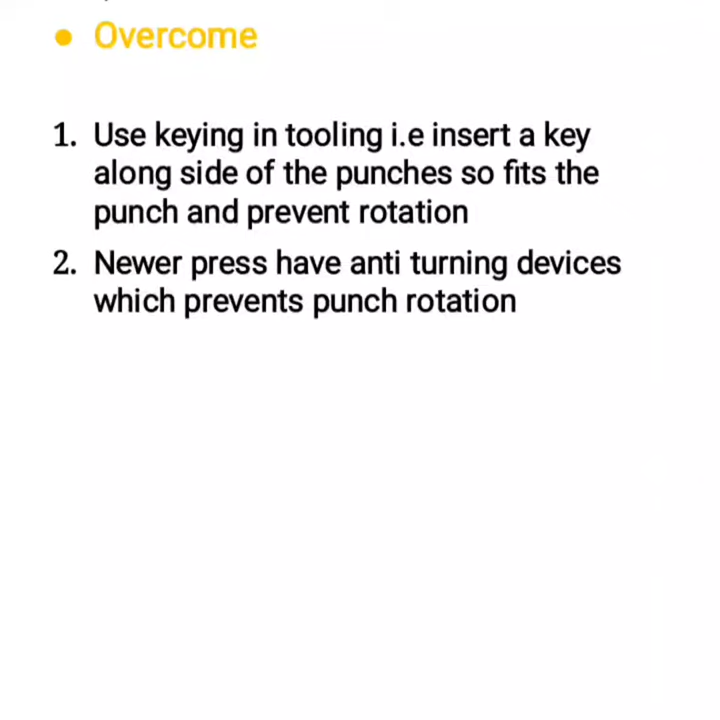 • Overcome
1. Use keying in tooling i.e insert a key
along side of the punches so fits the
punch and prevent rotation
2. Newer press have anti turning devices
which prevents punch rotation